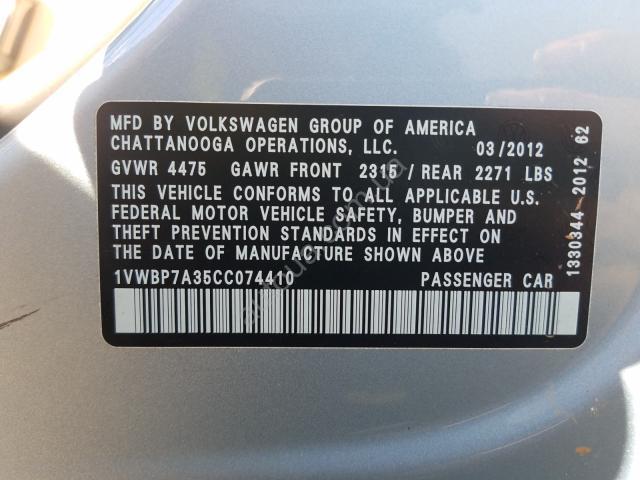 MFD BY VOLKSWAGEN GROUP OF AMERICA
CHATTANOOGA OPERATIONS, LLC. 03/2012
GVWR 4475 GAWR FRONT 2315 / REAR 2271 LBS
THIS VEHICLE CONFORMS TO ALL APPLICABLE U.S.
FEDERAL MOTOR VEHICLE SAFETY, BUMPER AND
THEFT PREVENTION STANDARDS IN EFFECT ON
THE DATE OF MANUFACTURE SHOWN ABOVE
1VWBP7A35CC074410 PASSENGER CAR
1330344 2012 62